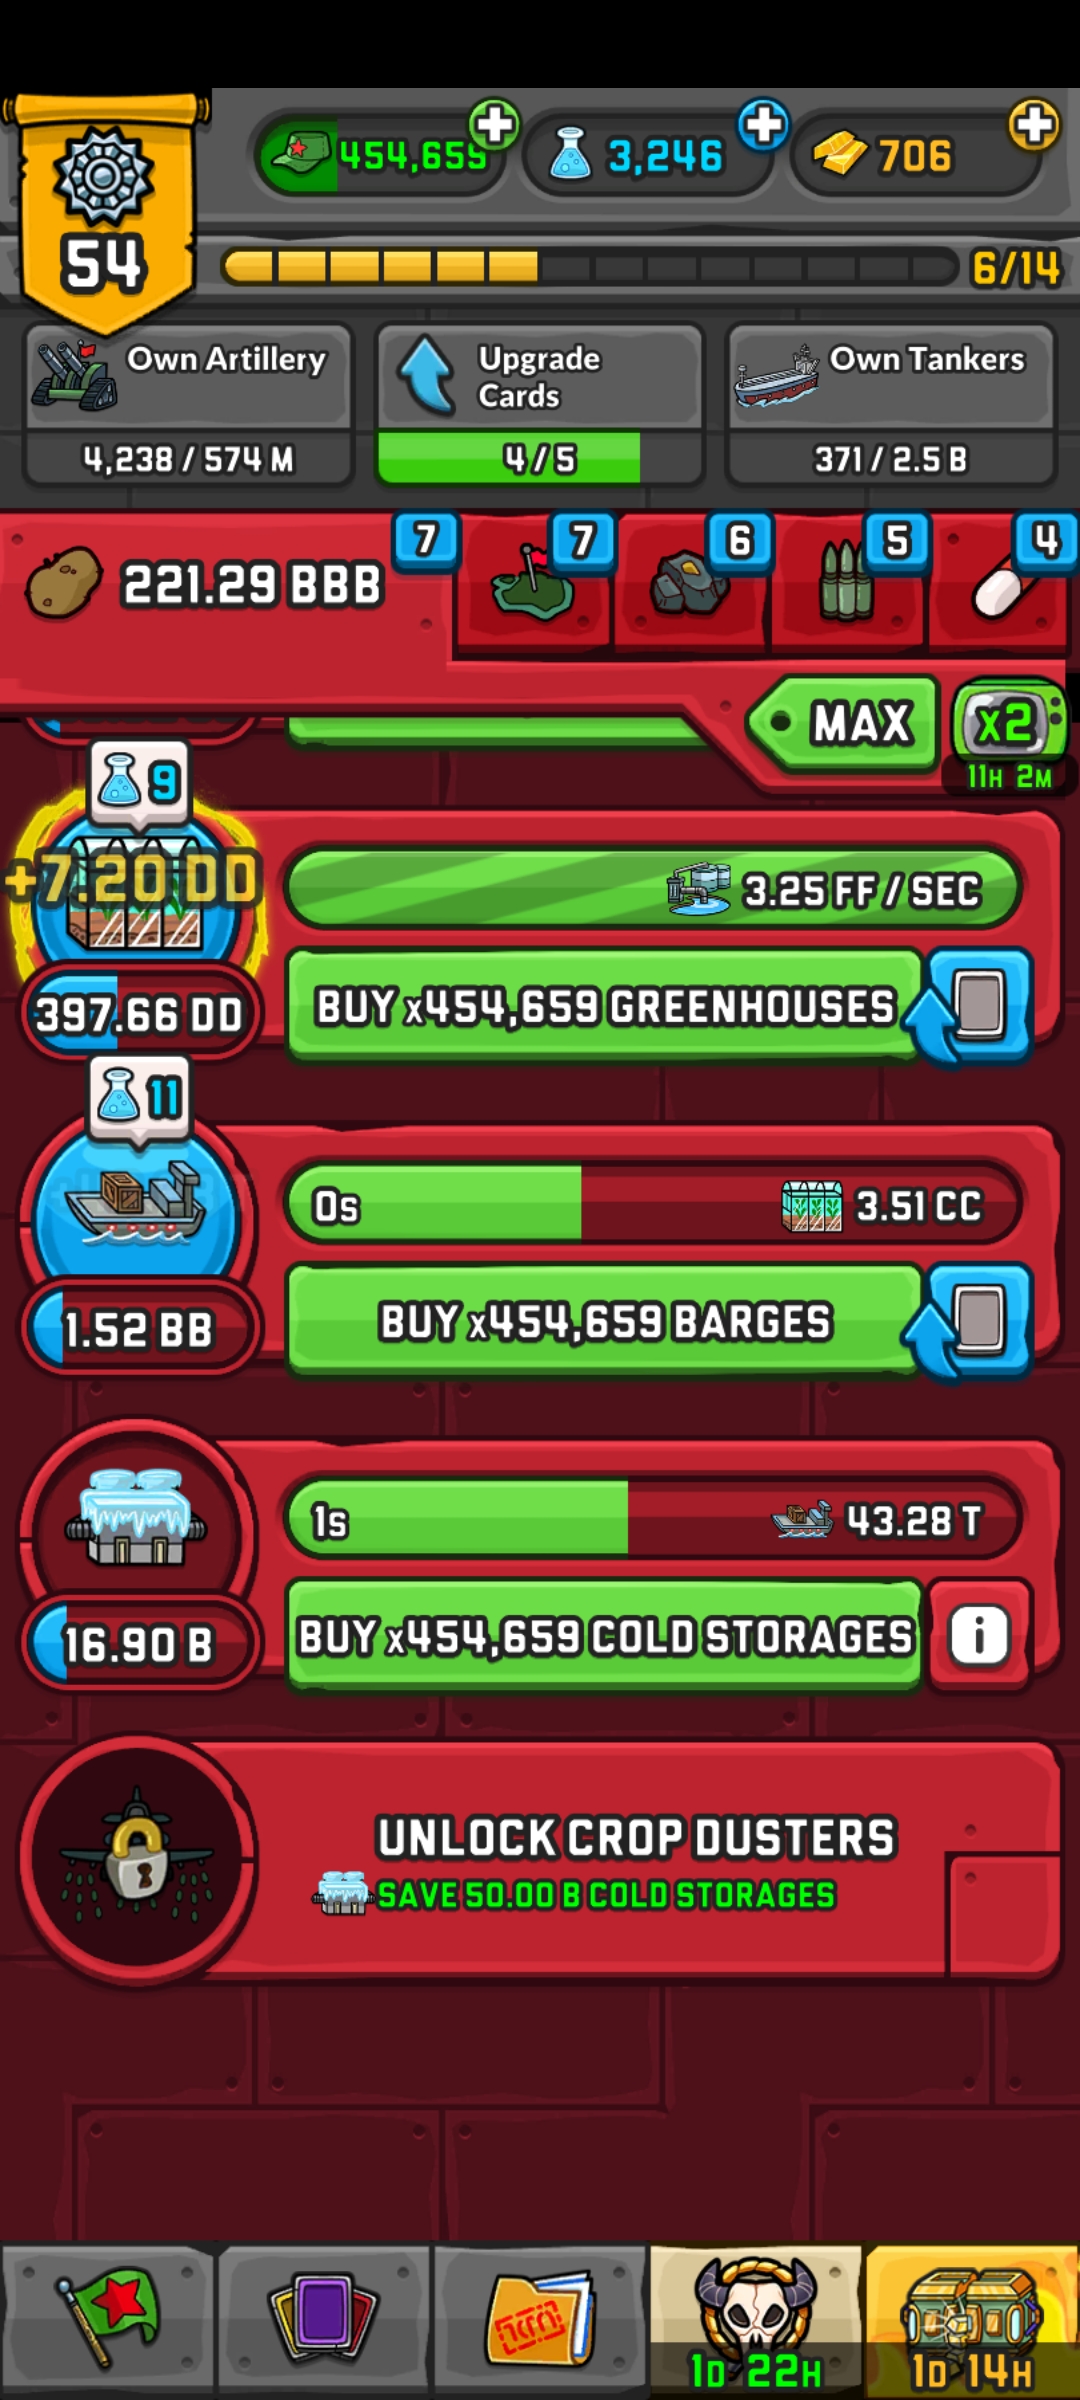 454,659
3,246
706
54
6/14
Own Artillery
4,238 / 574 M
Upgrade
Cards
4 / 5
Own Tankers
371 / 2.5 B
221.29 BBB
7
7
6
5
4
MAX
x2
11H 2M
9
+7.20 DD
3.25 FF / SEC
397.66 DD
BUY x454,659 GREENHOUSES
11
0s
3.51 CC
1.52 BB
BUY x454,659 BARGES
1s
43.28 T
16.90 B
BUY x454,659 COLD STORAGES
i
UNLOCK CROP DUSTERS
SAVE 50.00 B COLD STORAGES
1D 22H
1D 14H